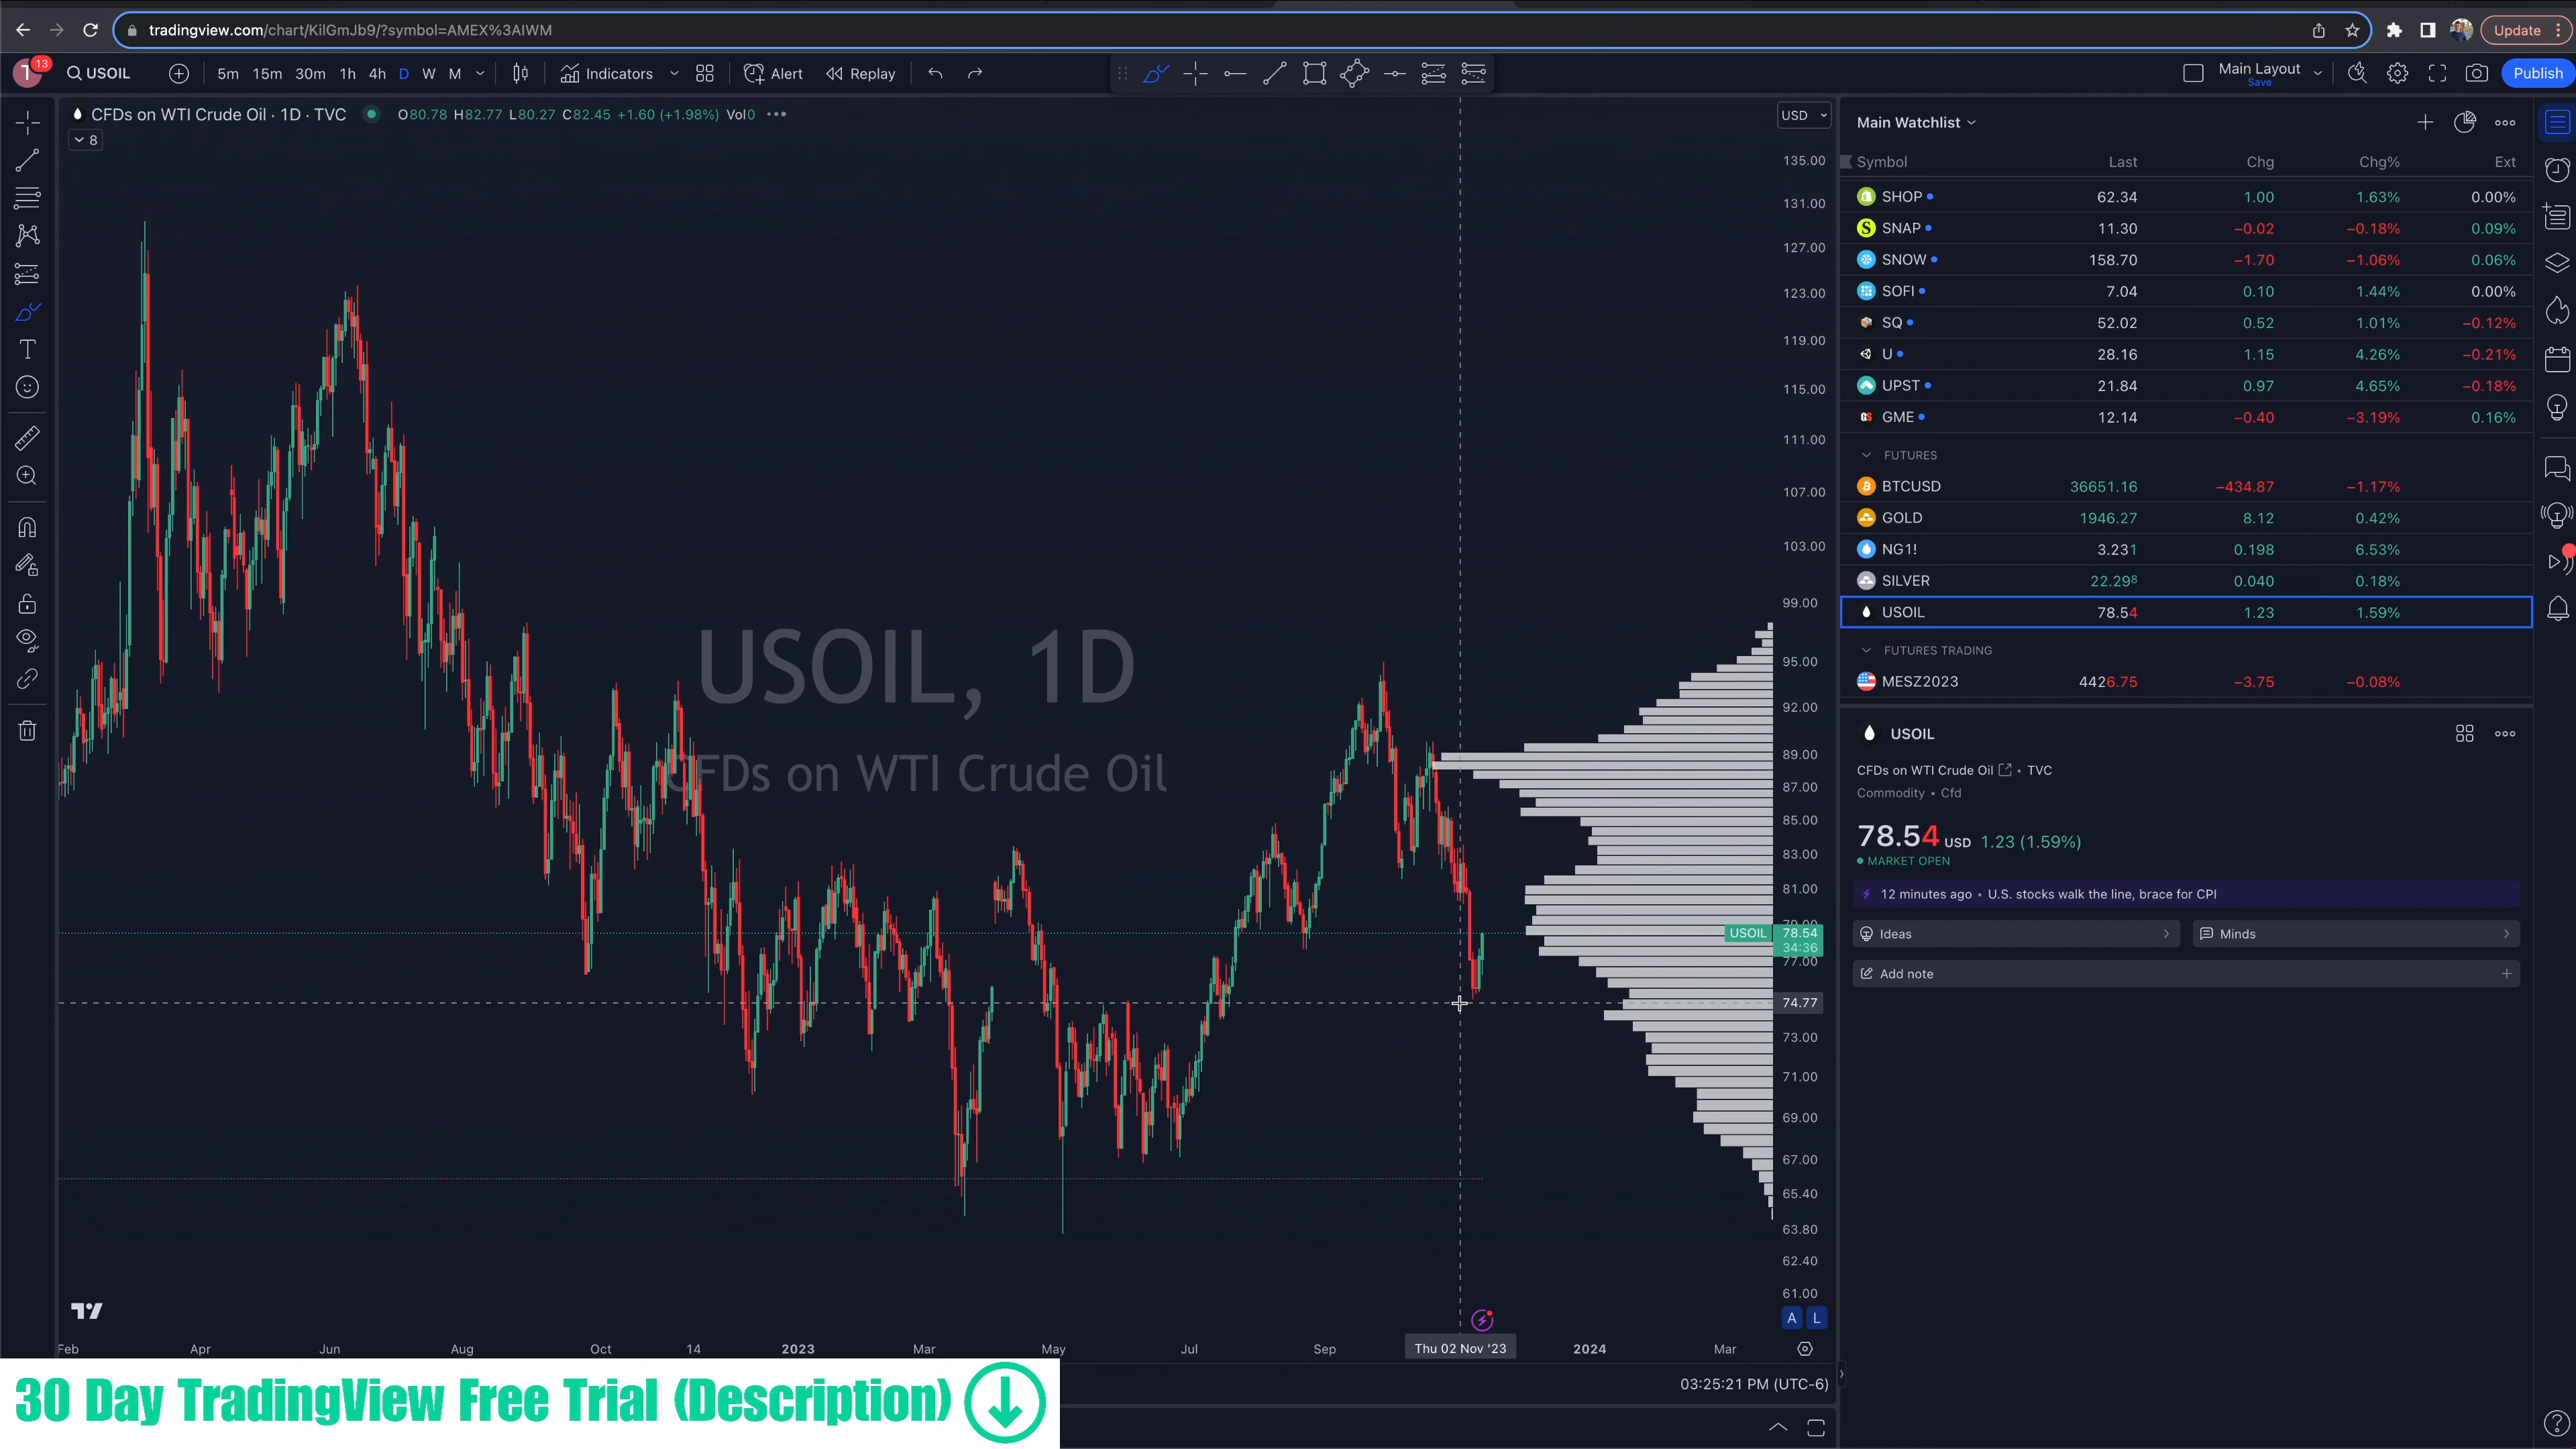 tradingview.com/chart/KilGmJb9/?symbol=AMEX%3AIWM
Update
13
USOIL 5m 15m 30m 1h 4h D W M Indicators Alert Replay Main Layout Save Publish
CFDs on WTI Crude Oil · 1D · TVC O80.78 H82.77 L80.27 C82.45 +1.60 (+1.98%) Vol0
8
USD
135.00
131.00
127.00
123.00
119.00
115.00
111.00
107.00
103.00
99.00
95.00
92.00
89.00
87.00
85.00
83.00
81.00
79.00
USOIL 78.54
34:36
77.00
74.77
73.00
71.00
69.00
67.00
65.40
63.80
62.40
61.00
A L
USOIL, 1D
CFDs on WTI Crude Oil
Feb Apr Jun Aug Oct 14 2023 Mar May Jul Sep Thu 02 Nov '23 2024 Mar
03:25:21 PM (UTC-6)
30 Day TradingView Free Trial (Description)
Main Watchlist
Symbol Last Chg Chg% Ext
SHOP 62.34 1.00 1.63% 0.00%
SNAP 11.30 −0.02 −0.18% 0.09%
SNOW 158.70 −1.70 −1.06% 0.06%
SOFI 7.04 0.10 1.44% 0.00%
SQ 52.02 0.52 1.01% −0.12%
U 28.16 1.15 4.26% −0.21%
UPST 21.84 0.97 4.65% −0.18%
GME 12.14 −0.40 −3.19% 0.16%
FUTURES
BTCUSD 36651.16 −434.87 −1.17%
GOLD 1946.27 8.12 0.42%
NG1! 3.231 0.198 6.53%
SILVER 22.29⁸ 0.040 0.18%
USOIL 78.54 1.23 1.59%
FUTURES TRADING
MESZ2023 4426.75 −3.75 −0.08%
USOIL
CFDs on WTI Crude Oil • TVC
Commodity • Cfd
78.54 USD 1.23 (1.59%)
MARKET OPEN
12 minutes ago • U.S. stocks walk the line, brace for CPI
Ideas Minds
Add note